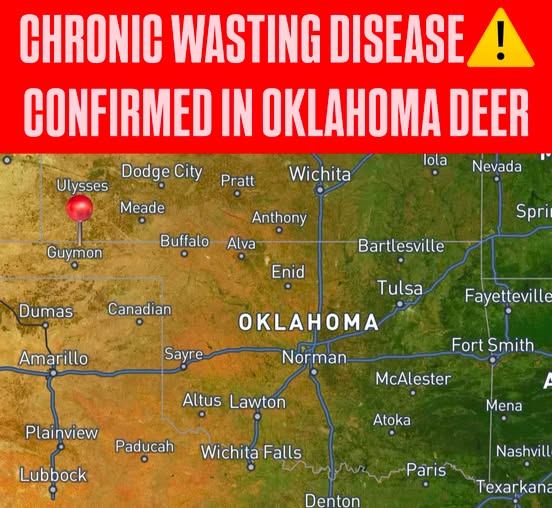 CHRONIC WASTING DISEASE⚠️
CONFIRMED IN OKLAHOMA DEER
Iola
Nevada
Dodge City
Wichita
Pratt
Ulysses
Meade
Sprin
Anthony
Guymon
Buffalo
Alva
Bartlesville
Enid
Tulsa
Fayetteville
Dumas
Canadian
OKLAHOMA
Amarillo
Sayre
Norman
Fort Smith
McAlester
A
Altus
Lawton
Mena
Atoka
Plainview
Paducah
Wichita Falls
Nashvill
Lubbock
Paris
Texarkana
Denton